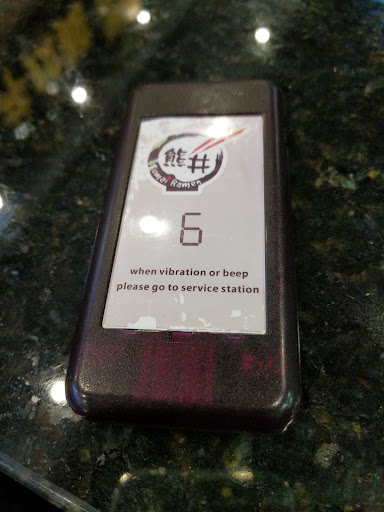 熊井
Kumai Ramen
6
when vibration or beep
please go to service station